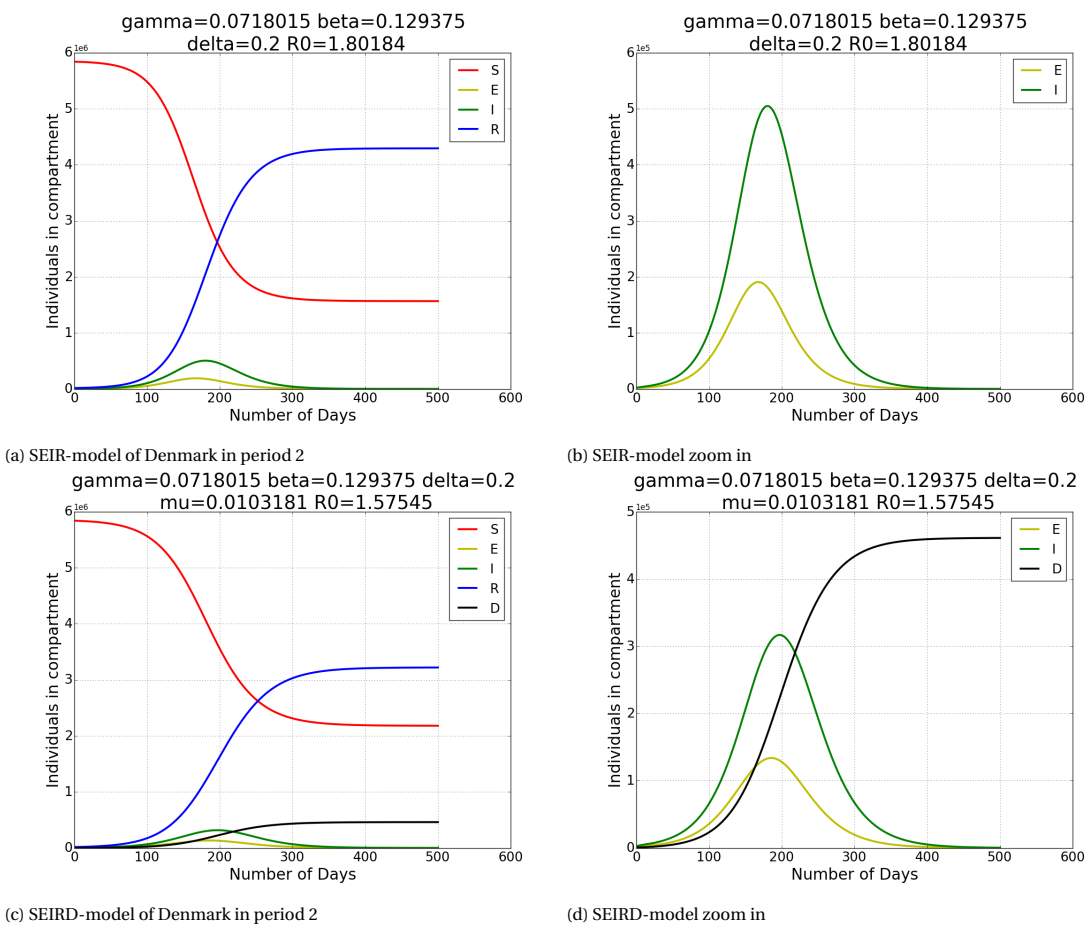 gamma=0.0718015 beta=0.129375
delta=0.2 R0=1.80184
1e6
6
5
4
3
2
1
0
Individuals in compartment
S
E
I
R
0 100 200 300 400 500 600
Number of Days
(a) SEIR-model of Denmark in period 2
gamma=0.0718015 beta=0.129375
delta=0.2 R0=1.80184
1e5
6
5
4
3
2
1
0
Individuals in compartment
E
I
0 100 200 300 400 500 600
Number of Days
(b) SEIR-model zoom in
gamma=0.0718015 beta=0.129375 delta=0.2
mu=0.0103181 R0=1.57545
1e6
6
5
4
3
2
1
0
Individuals in compartment
S
E
I
R
D
0 100 200 300 400 500 600
Number of Days
(c) SEIRD-model of Denmark in period 2
gamma=0.0718015 beta=0.129375 delta=0.2
mu=0.0103181 R0=1.57545
1e5
5
4
3
2
1
0
Individuals in compartment
E
I
D
0 100 200 300 400 500 600
Number of Days
(d) SEIRD-model zoom in